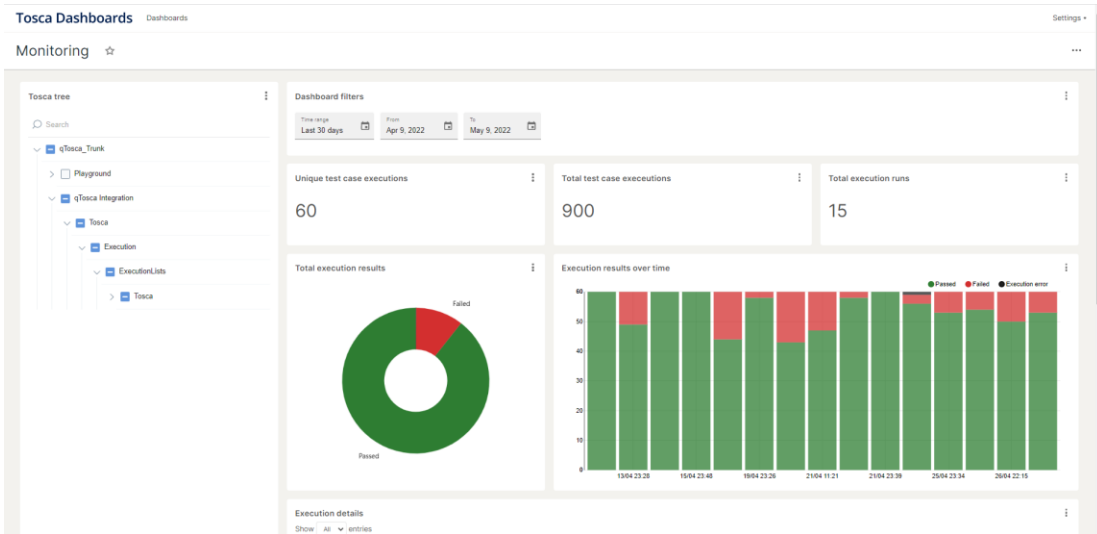 Tosca Dashboards Dashboards Settings
Monitoring
Tosca tree
Search
qTosca_Trunk
Playground
qTosca Integration
Tosca
Execution
ExecutionLists
Tosca
Dashboard filters
Time range
Last 30 days
From
Apr 9, 2022
To
May 9, 2022
Unique test case executions
60
Total test case execeutions
900
Total execution runs
15
Total execution results
Failed
Passed
Execution results over time
Passed Failed Execution error
60
50
40
30
20
10
0
13/04 23:28 15/04 23:48 19/04 23:26 21/04 11:21 21/04 23:39 25/04 23:34 26/04 22:15
Execution details
Show All entries